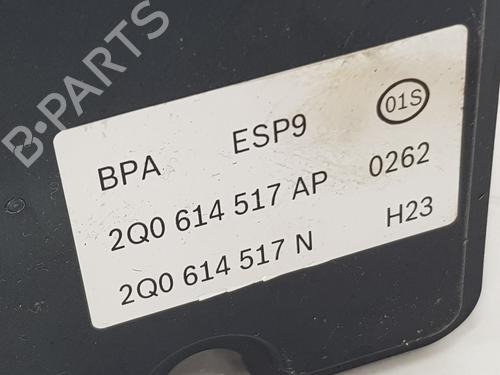 B-PARTS
BPA ESP9 01S
2Q0 614 517 AP 0262
2Q0 614 517 N H23